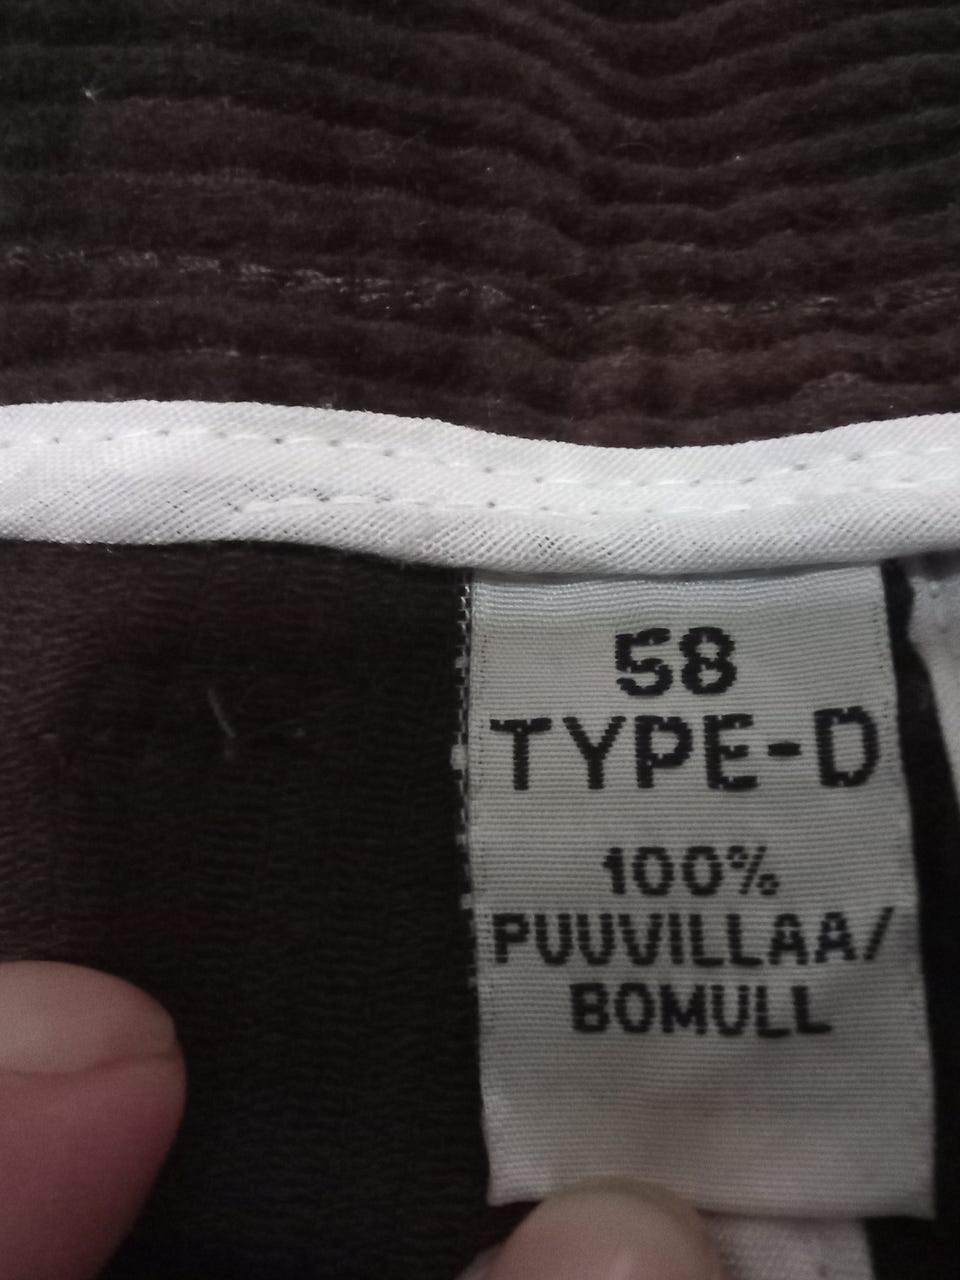 58
TYPE-D
100%
PUUVILLAA/
BOMULL